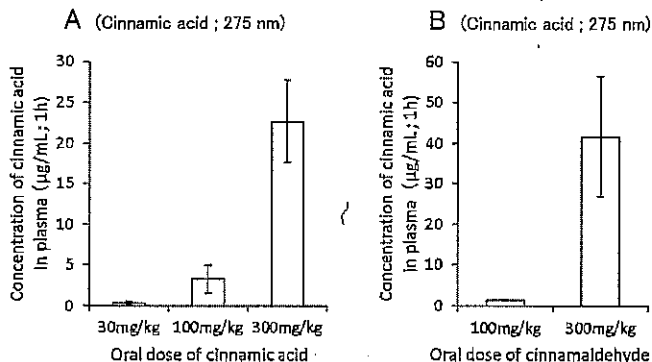 A (Cinnamic acid ; 275 nm)
Concentration of cinnamic acid
in plasma (μg/mL; 1h)
30
25
20
15
10
5
0
30mg/kg 100mg/kg 300mg/kg
Oral dose of cinnamic acid
B (Cinnamic acid ; 275 nm)
Concentration of cinnamic acid
in plasma (μg/mL; 1h)
60
50
40
30
20
10
0
100mg/kg 300mg/kg
Oral dose of cinnamaldehyde